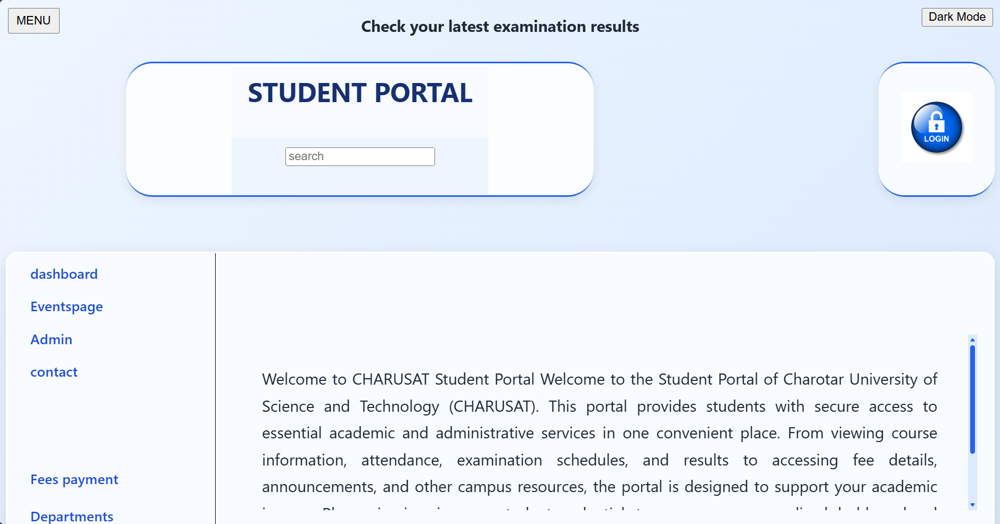 MENU
Check your latest examination results
Dark Mode
STUDENT PORTAL
search
LOGIN
dashboard
Eventspage
Admin
contact
Fees payment
Departments
Welcome to CHARUSAT Student Portal Welcome to the Student Portal of Charotar University of
Science and Technology (CHARUSAT). This portal provides students with secure access to
essential academic and administrative services in one convenient place. From viewing course
information, attendance, examination schedules, and results to accessing fee details,
announcements, and other campus resources, the portal is designed to support your academic